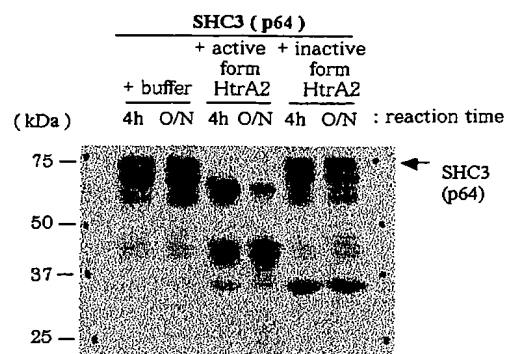 SHC3 ( p64 )
+ active + inactive
form form
+ buffer HtrA2 HtrA2
( kDa ) 4h O/N 4h O/N 4h O/N : reaction time
75
SHC3
(p64)
50
37
25